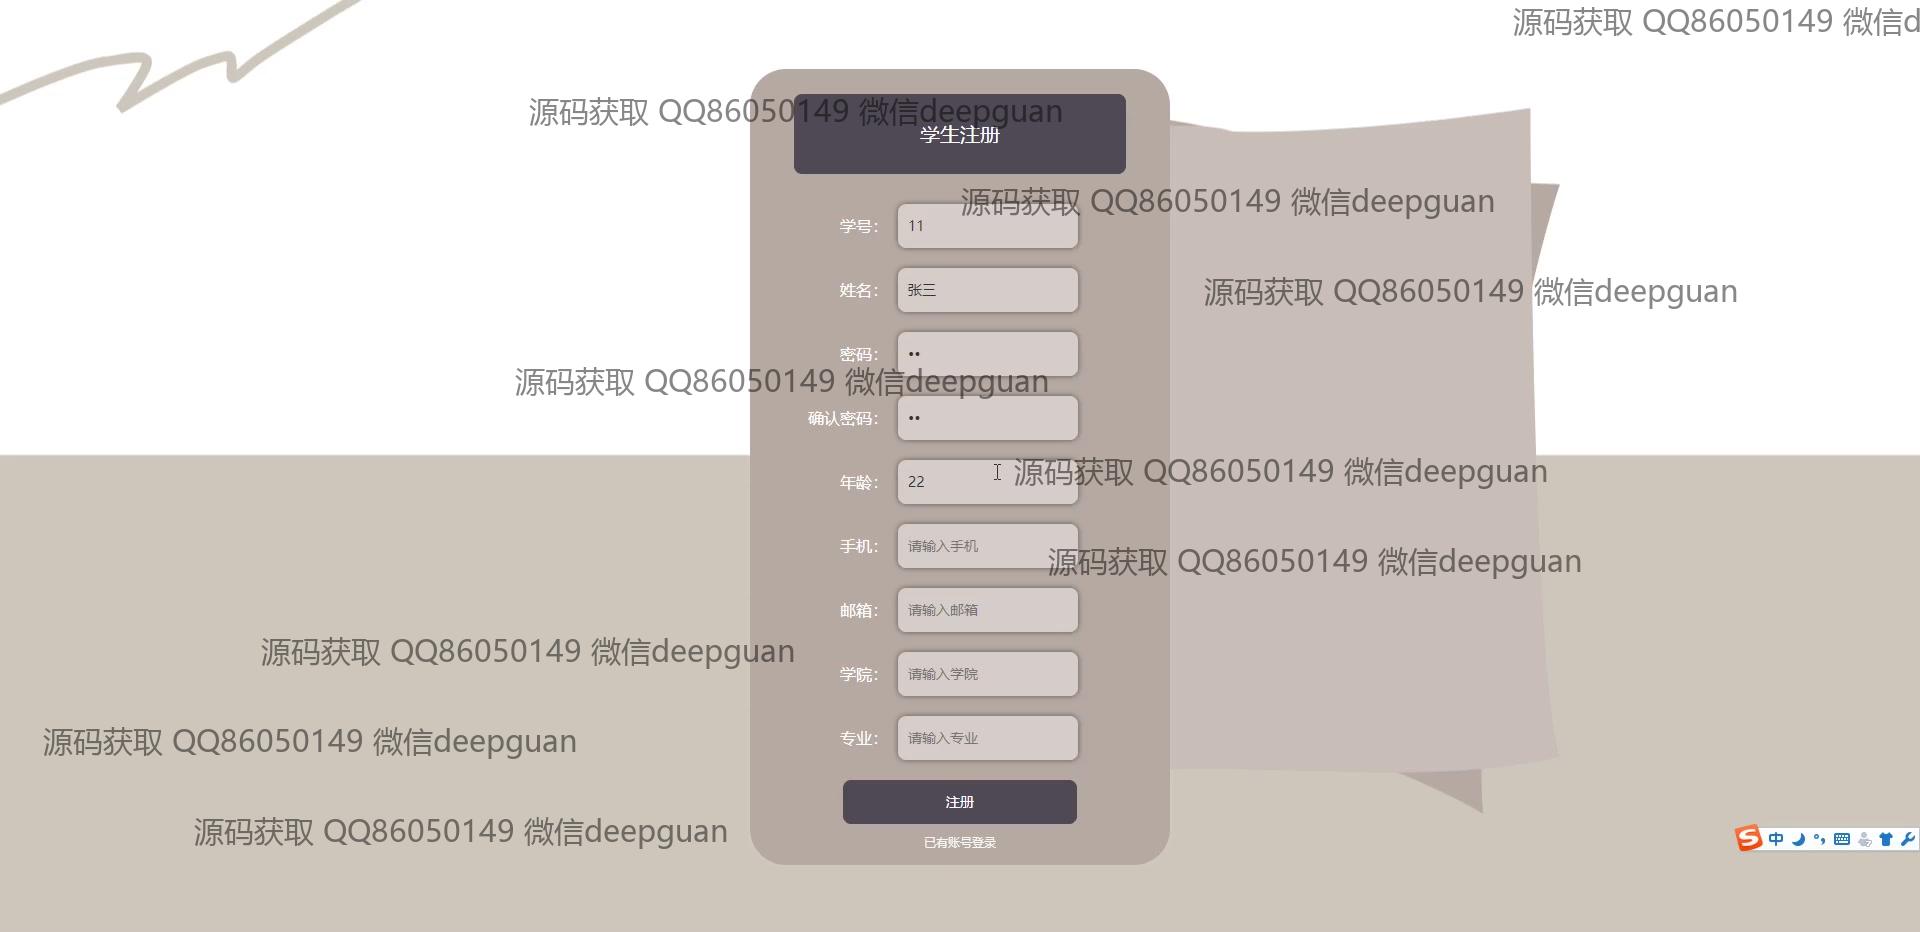 源码获取 QQ86050149 微信d
源码获取 QQ86050149 微信deepguan
学生注册
源码获取 QQ86050149 微信deepguan
学号： 11
姓名： 张三
源码获取 QQ86050149 微信deepguan
密码： ••
源码获取 QQ86050149 微信deepguan
确认密码： ••
源码获取 QQ86050149 微信deepguan
年龄： 22
手机： 请输入手机
源码获取 QQ86050149 微信deepguan
邮箱： 请输入邮箱
源码获取 QQ86050149 微信deepguan
学院： 请输入学院
专业： 请输入专业
源码获取 QQ86050149 微信deepguan
注册
源码获取 QQ86050149 微信deepguan
已有账号登录
S 中